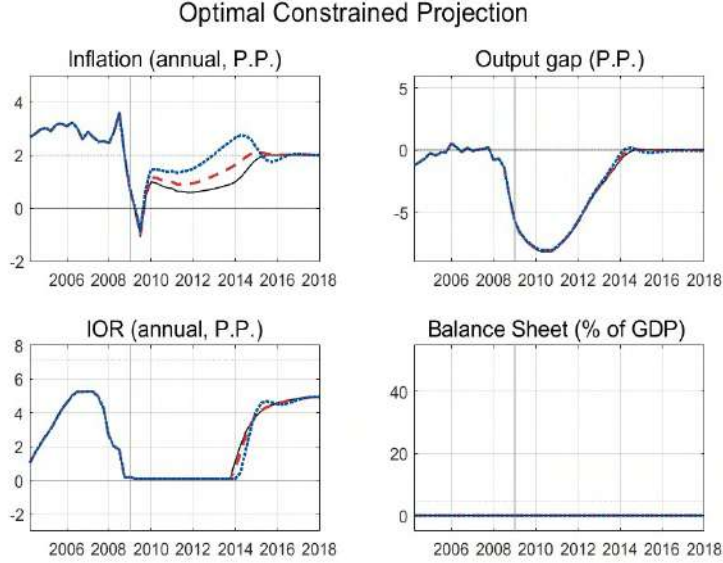 Optimal Constrained Projection
Inflation (annual, P.P.)
4
2
0
-2
2006 2008 2010 2012 2014 2016 2018
Output gap (P.P.)
5
0
-5
2006 2008 2010 2012 2014 2016 2018
IOR (annual, P.P.)
8
6
4
2
0
-2
2006 2008 2010 2012 2014 2016 2018
Balance Sheet (% of GDP)
40
20
0
2006 2008 2010 2012 2014 2016 2018